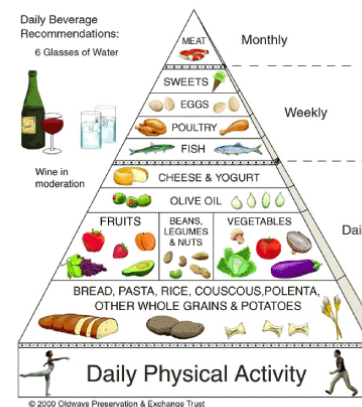 Daily Beverage
Recommendations:
6 Glasses of Water
Wine in
moderation
MEAT
Monthly
SWEETS
EGGS
Weekly
POULTRY
FISH
CHEESE & YOGURT
OLIVE OIL
Dai
FRUITS
BEANS,
LEGUMES
& NUTS
VEGETABLES
BREAD, PASTA, RICE, COUSCOUS,POLENTA,
OTHER WHOLE GRAINS & POTATOES
Daily Physical Activity
© 2000 Oldways Preservation & Exchange Trust